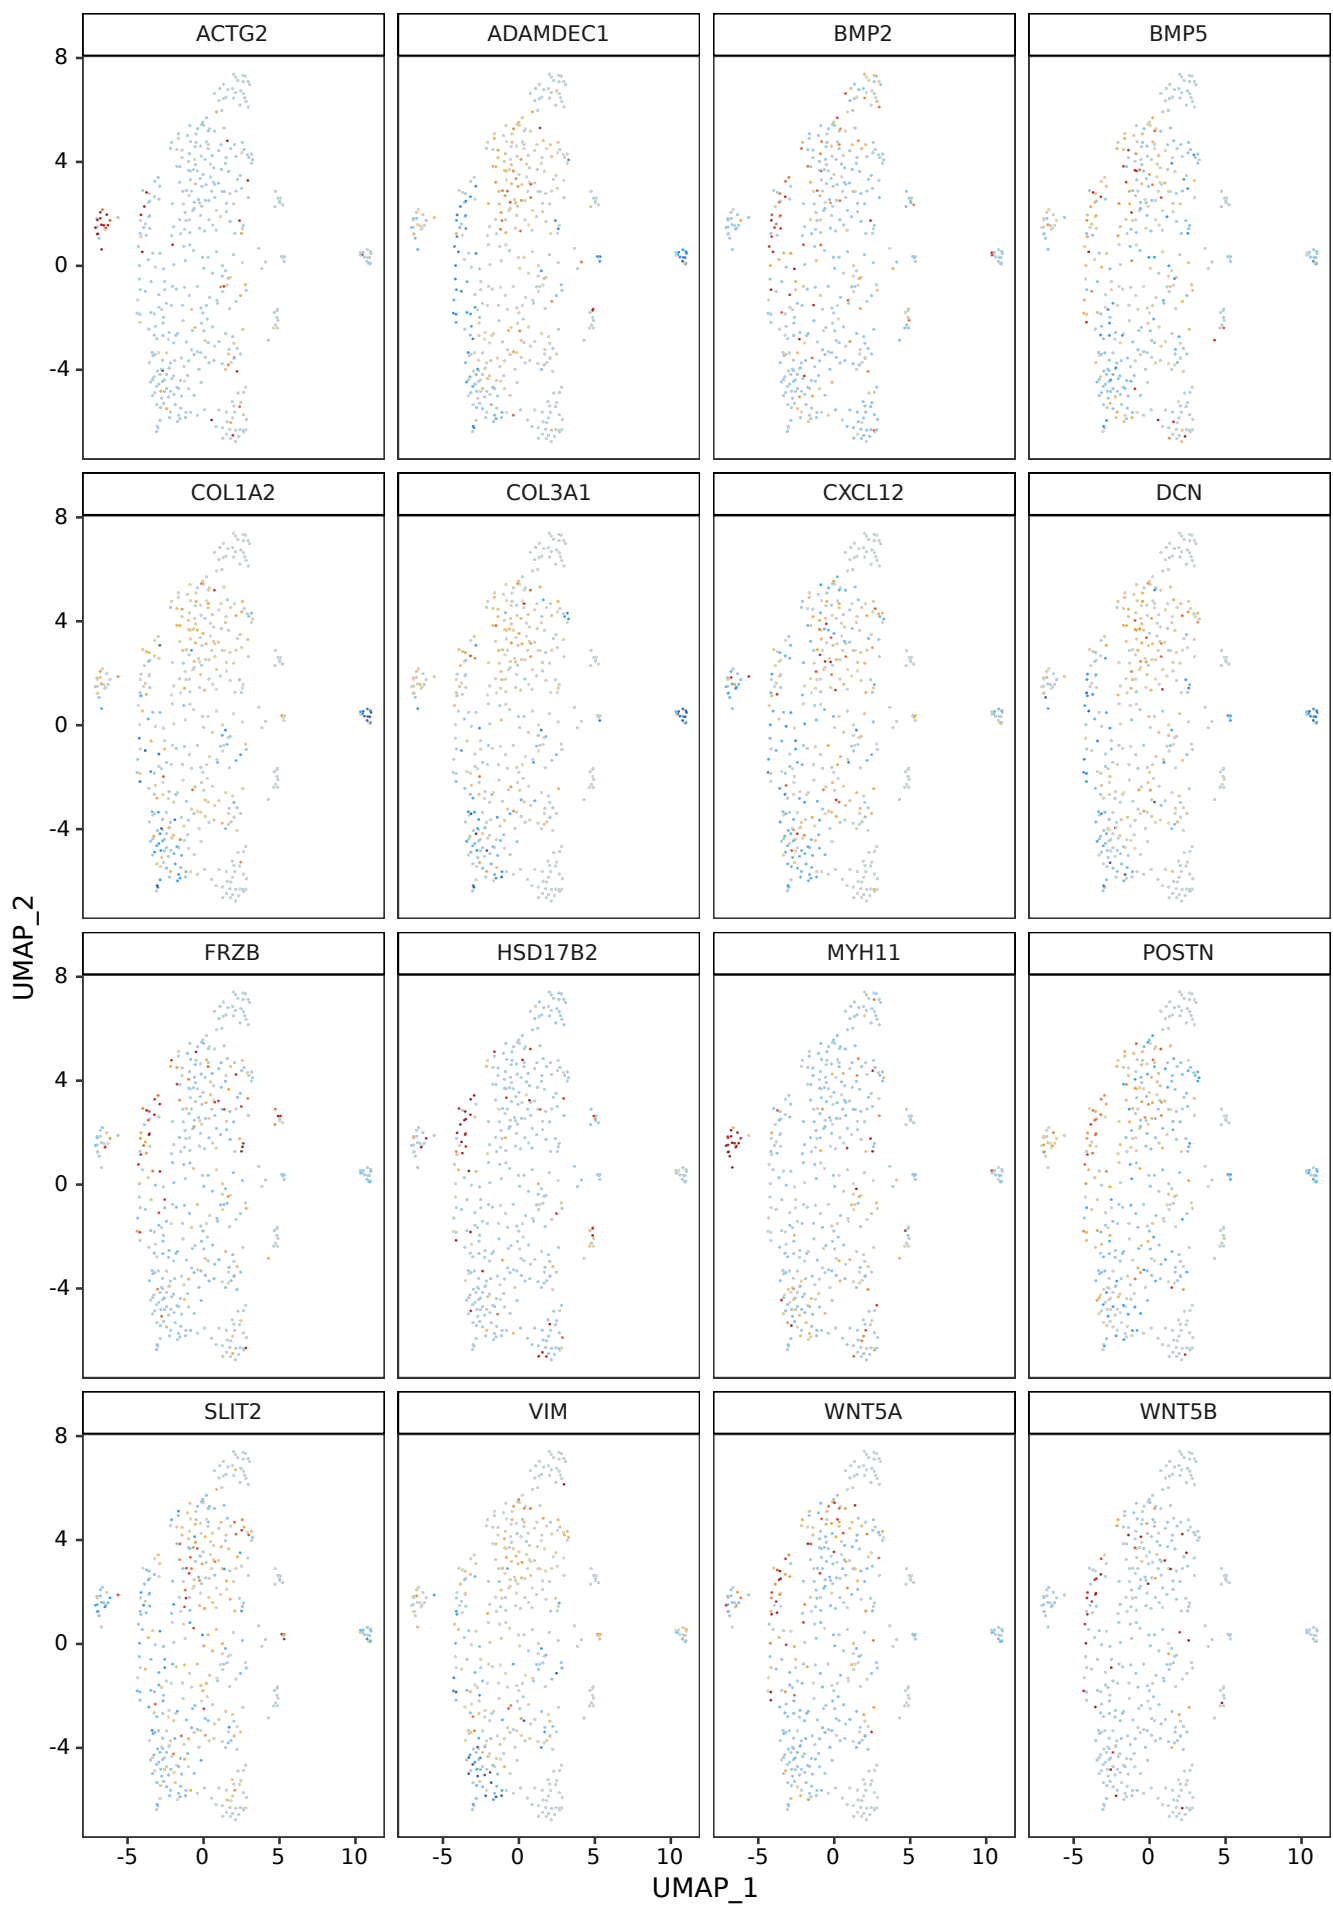 ACTG2 ADAMDEC1 BMP2 BMP5
8
4
0
-4
COL1A2 COL3A1 CXCL12 DCN
8
4
0
-4
UMAP_2
FRZB HSD17B2 MYH11 POSTN
8
4
0
-4
SLIT2 VIM WNT5A WNT5B
8
4
0
-4
-5 0 5 10 -5 0 5 10 -5 0 5 10 -5 0 5 10
UMAP_1